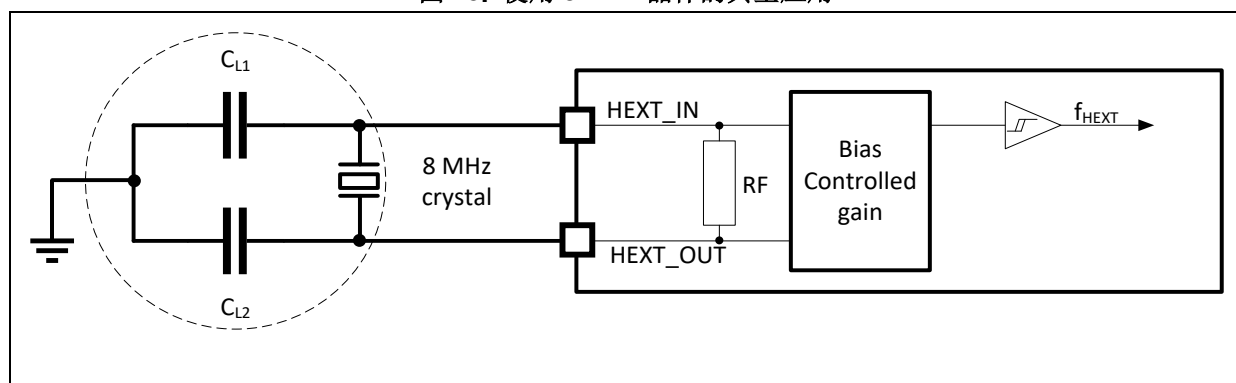 C_L1
HEXT_IN
f_HEXT
8 MHz
crystal
RF
Bias
Controlled
gain
HEXT_OUT
C_L2